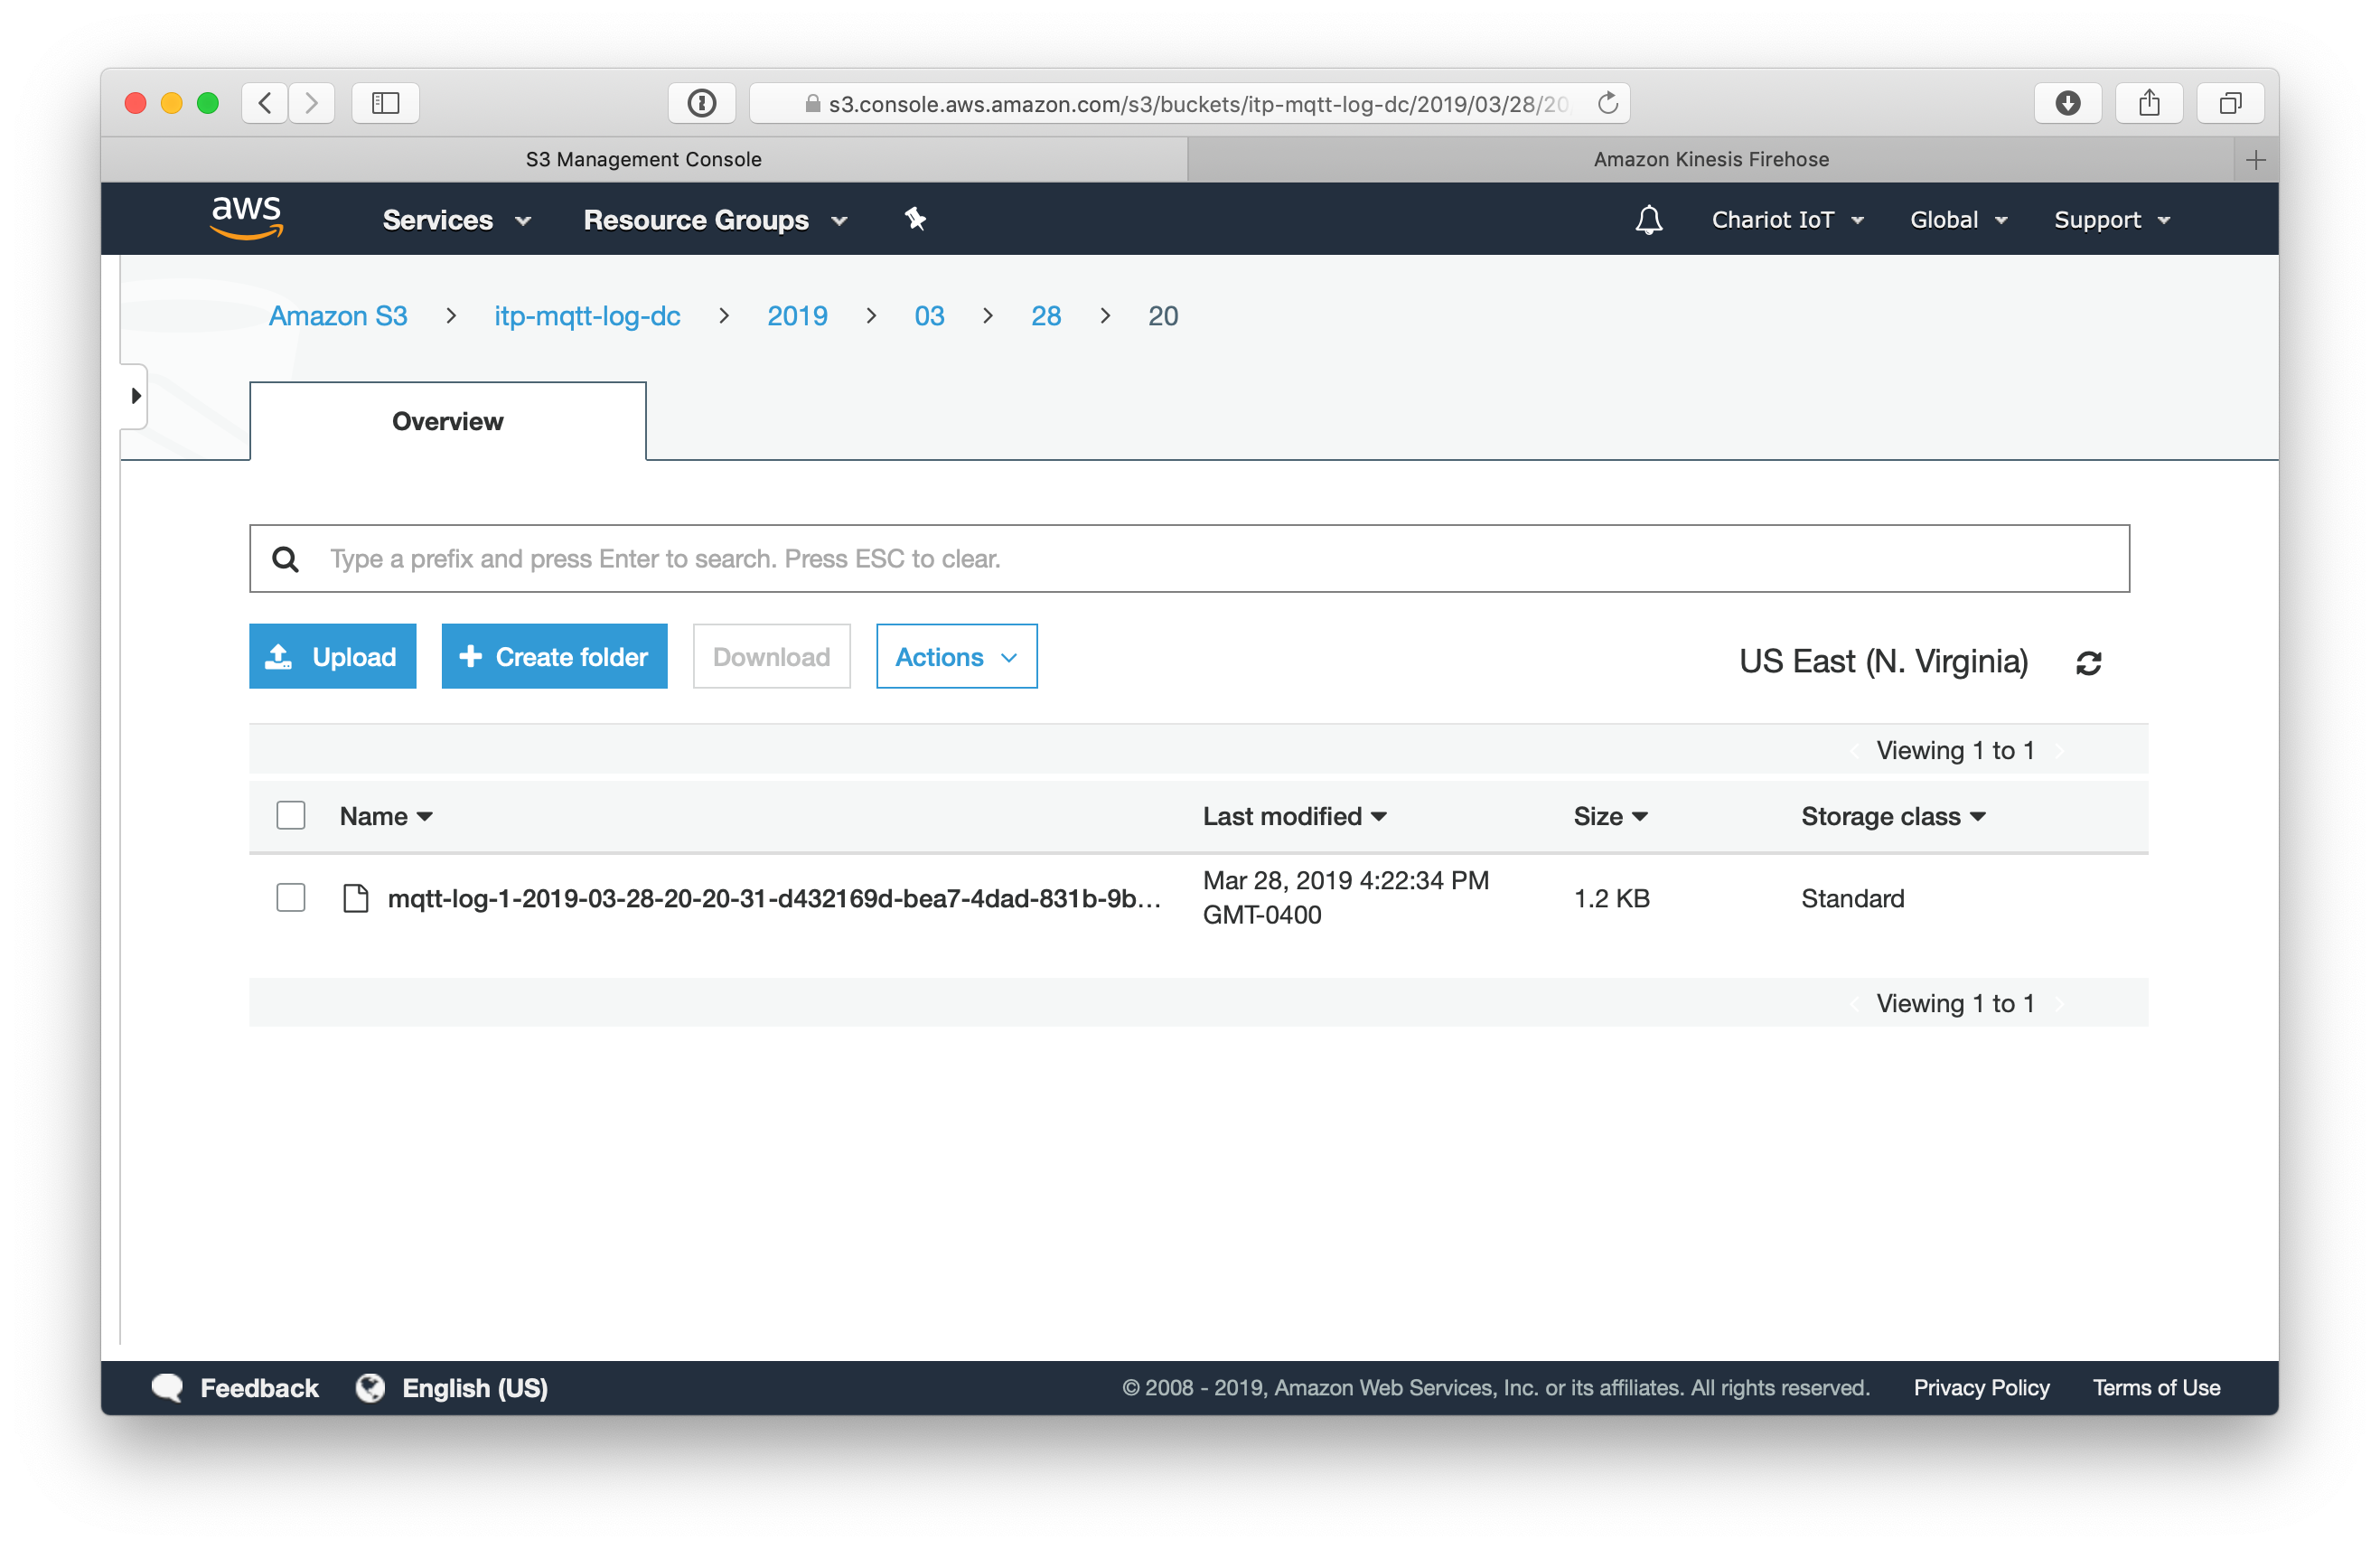 s3.console.aws.amazon.com/s3/buckets/itp-mqtt-log-dc/2019/03/28/20
S3 Management Console
Amazon Kinesis Firehose
aws
Services
Resource Groups
Chariot IoT
Global
Support
Amazon S3 > itp-mqtt-log-dc > 2019 > 03 > 28 > 20
Overview
Type a prefix and press Enter to search. Press ESC to clear.
Upload
Create folder
Download
Actions
US East (N. Virginia)
Viewing 1 to 1
Name
Last modified
Size
Storage class
mqtt-log-1-2019-03-28-20-20-31-d432169d-bea7-4dad-831b-9b...
Mar 28, 2019 4:22:34 PM
GMT-0400
1.2 KB
Standard
Viewing 1 to 1
Feedback
English (US)
© 2008 - 2019, Amazon Web Services, Inc. or its affiliates. All rights reserved.
Privacy Policy
Terms of Use